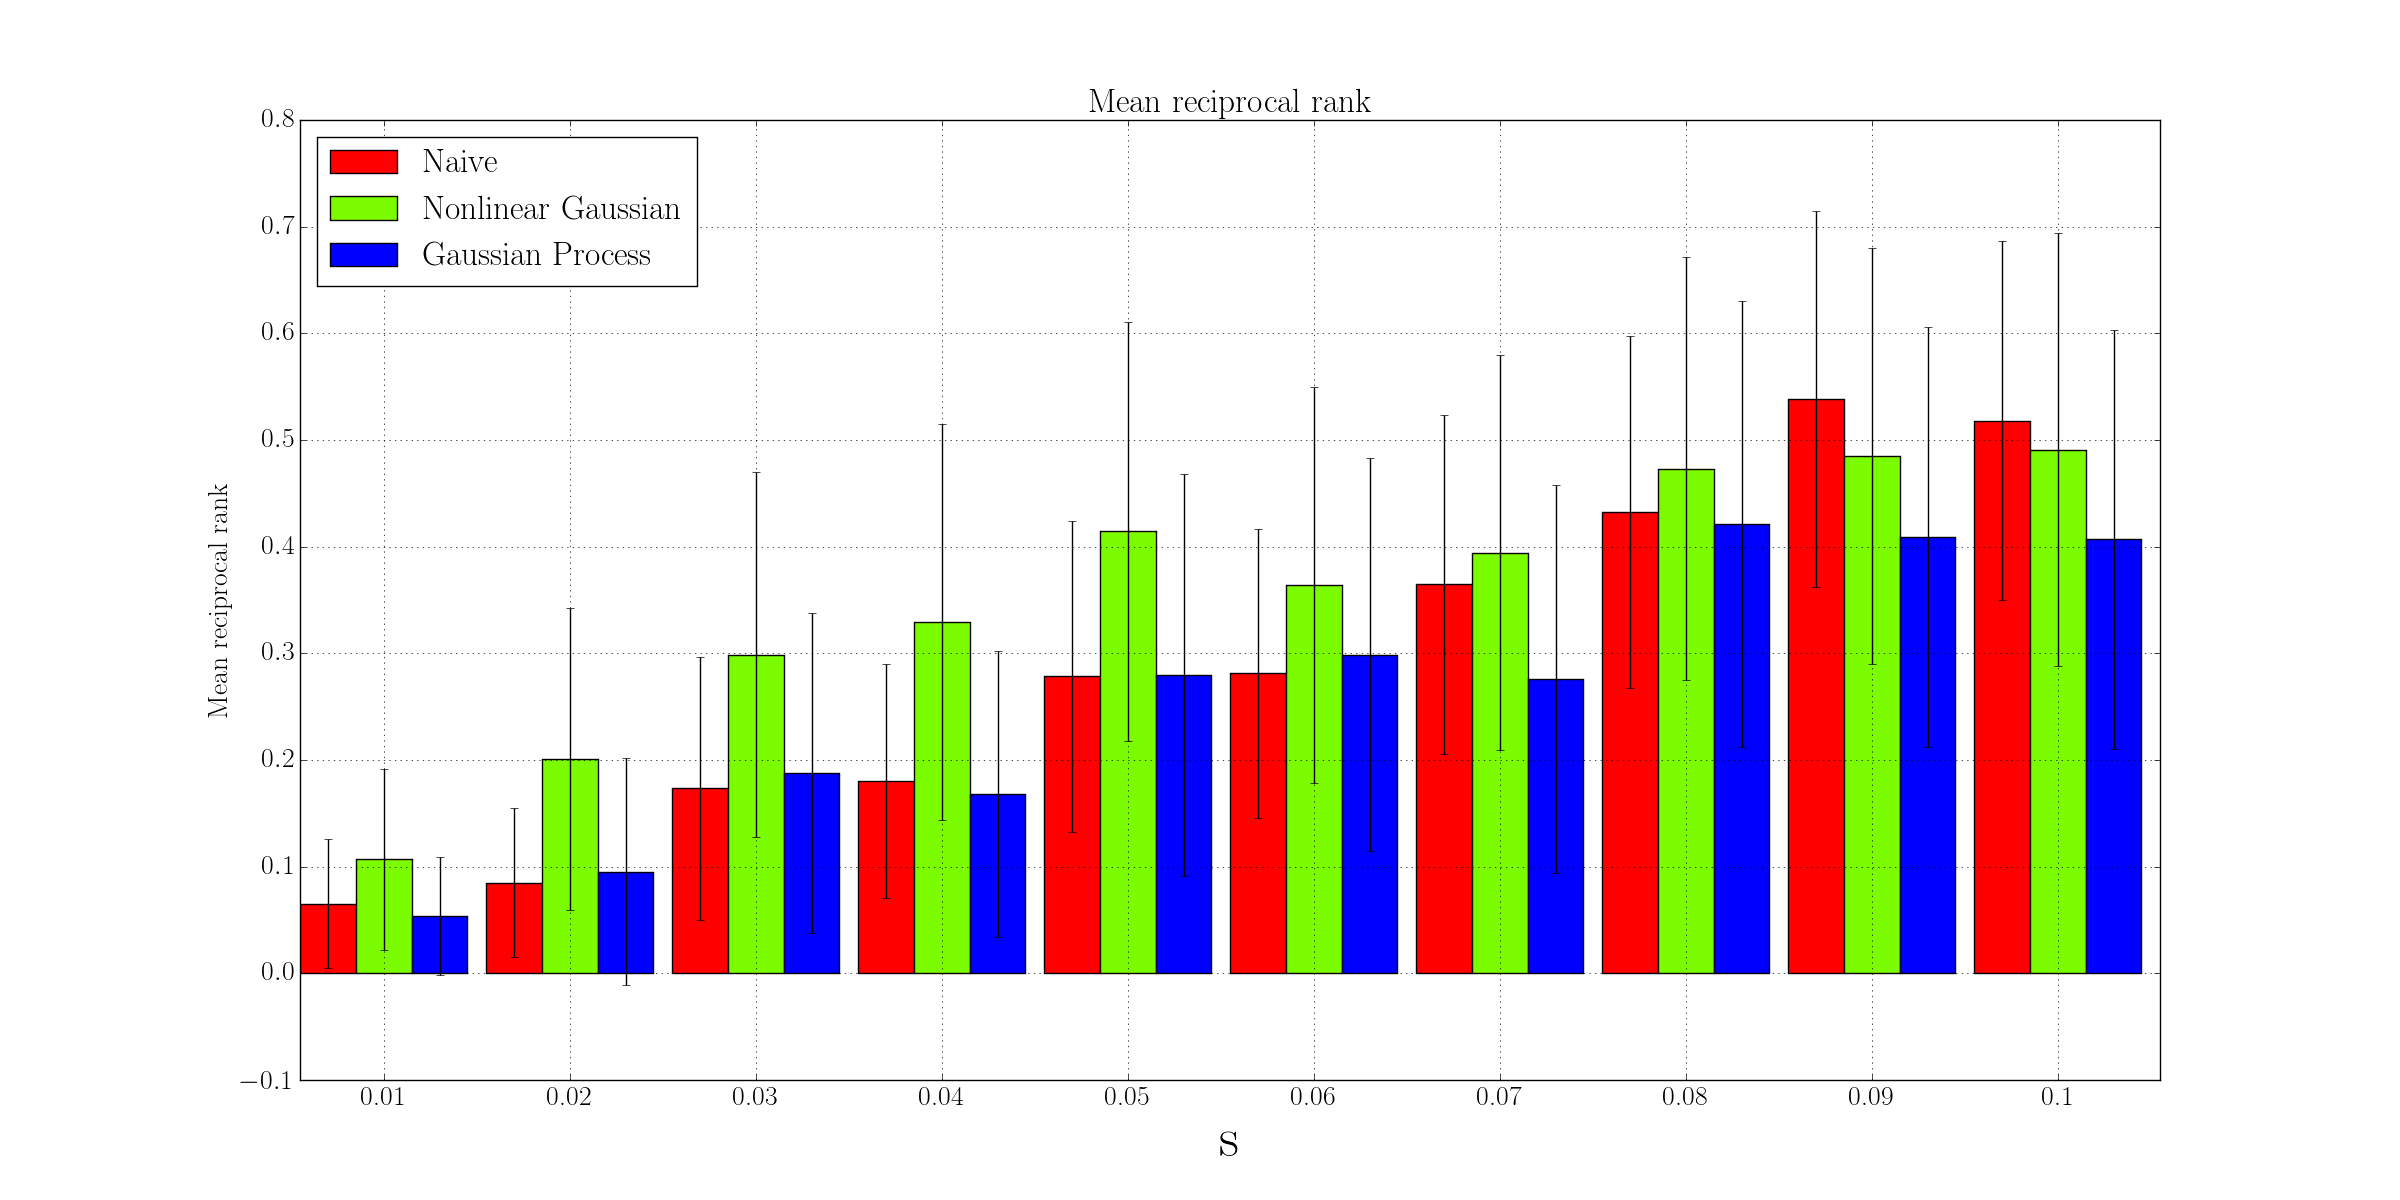 Mean reciprocal rank
Naive
Nonlinear Gaussian
Gaussian Process
Mean reciprocal rank
0.8
0.7
0.6
0.5
0.4
0.3
0.2
0.1
0.0
−0.1
0.01 0.02 0.03 0.04 0.05 0.06 0.07 0.08 0.09 0.1
S